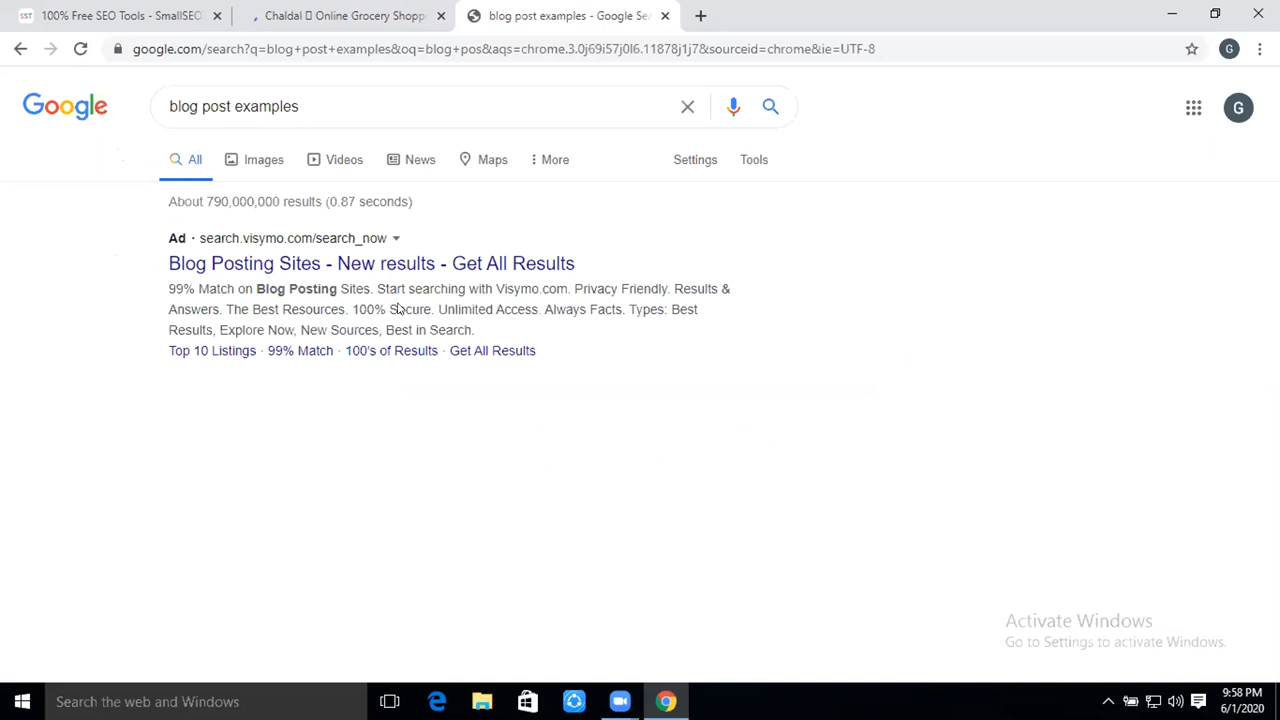 100% Free SEO Tools - SmallSEO
Chaldal Online Grocery Shopp
blog post examples - Google Sea
google.com/search?q=blog+post+examples&oq=blog+pos&aqs=chrome.3.0j69i57j0l6.11878j1j7&sourceid=chrome&ie=UTF-8
G
Google
blog post examples
G
All
Images
Videos
News
Maps
More
Settings
Tools
About 790,000,000 results (0.87 seconds)
Ad · search.visymo.com/search_now
Blog Posting Sites - New results - Get All Results
99% Match on Blog Posting Sites. Start searching with Visymo.com. Privacy Friendly. Results &
Answers. The Best Resources. 100% Secure. Unlimited Access. Always Facts. Types: Best
Results, Explore Now, New Sources, Best in Search.
Top 10 Listings · 99% Match · 100's of Results · Get All Results
Activate Windows
Go to Settings to activate Windows.
Search the web and Windows
9:58 PM
6/1/2020